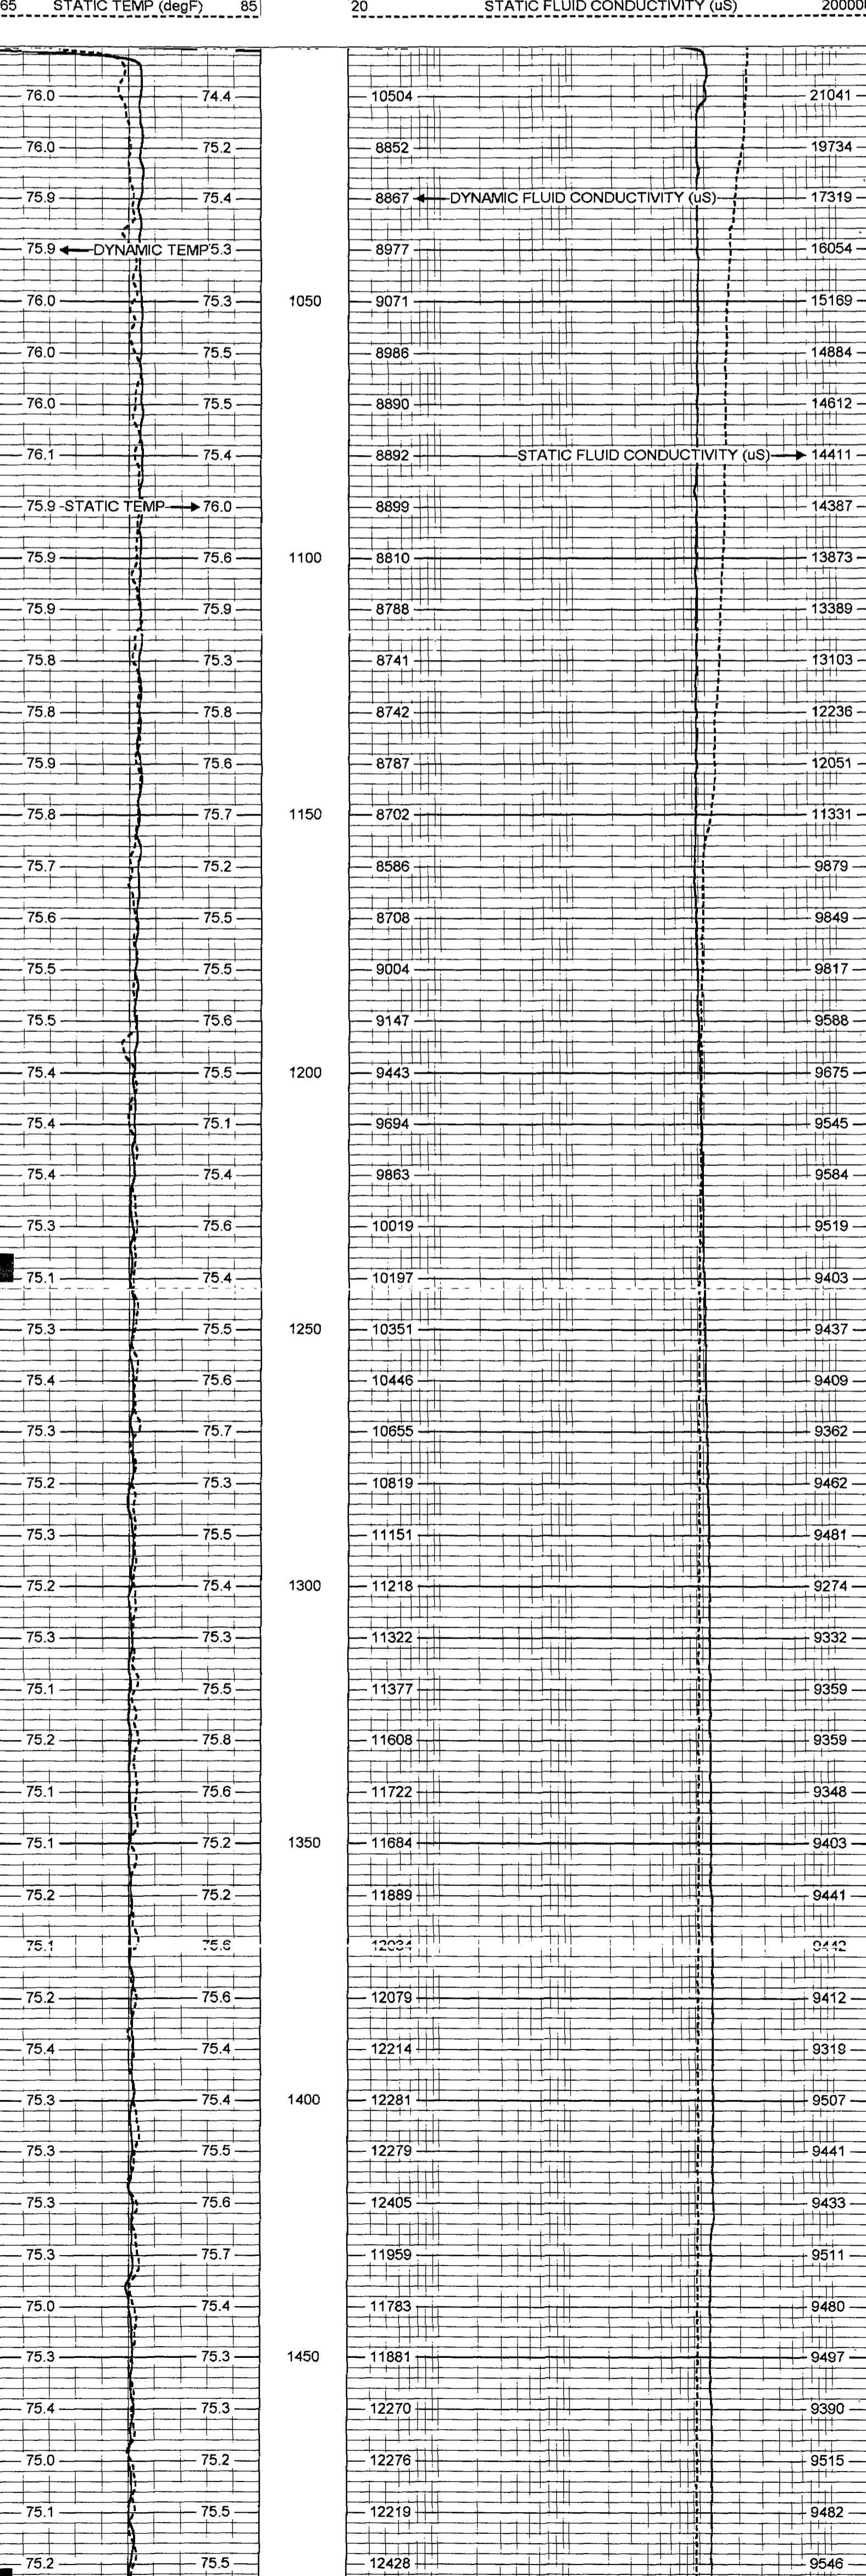 65 STATIC TEMP (degF) 85 20 STATIC FLUID CONDUCTIVITY (uS)
76.0 74.4 10504 21041
76.0 75.2 8852 19734
75.9 75.4 8867 DYNAMIC FLUID CONDUCTIVITY (uS) 17319
75.9 DYNAMIC TEMP 5.3 8977 16054
76.0 75.3 1050 9071 15169
76.0 75.5 8986 14884
76.0 75.5 8890 14612
76.1 75.4 8892 STATIC FLUID CONDUCTIVITY (uS) 14411
75.9 STATIC TEMP 76.0 8899 14387
75.9 75.6 1100 8810 13873
75.9 75.9 8788 13389
75.8 75.3 8741 13103
75.8 75.8 8742 12236
75.9 75.6 8787 12051
75.8 75.7 1150 8702 11331
75.7 75.2 8586 9879
75.6 75.5 8708 9849
75.5 75.5 9004 9817
75.5 75.6 9147 9588
75.4 75.5 1200 9443 9675
75.4 75.1 9694 9545
75.4 75.4 9863 9584
75.3 75.6 10019 9519
75.1 75.4 10197 9403
75.3 75.5 1250 10351 9437
75.4 75.6 10446 9409
75.3 75.7 10655 9362
75.2 75.3 10819 9462
75.3 75.5 11151 9481
75.2 75.4 1300 11218 9274
75.3 75.3 11322 9332
75.1 75.5 11377 9359
75.2 75.8 11608 9359
75.1 75.6 11722 9348
75.1 75.2 1350 11684 9403
75.2 75.2 11889 9441
75.1 75.6 12034 9442
75.2 75.6 12079 9412
75.4 75.4 12214 9319
75.3 75.4 1400 12281 9507
75.3 75.5 12279 9441
75.3 75.6 12405 9433
75.3 75.7 11959 9511
75.0 75.4 11783 9480
75.3 75.3 1450 11881 9497
75.4 75.3 12270 9390
75.0 75.2 12276 9515
75.1 75.5 12219 9482
75.2 75.5 12428 9546